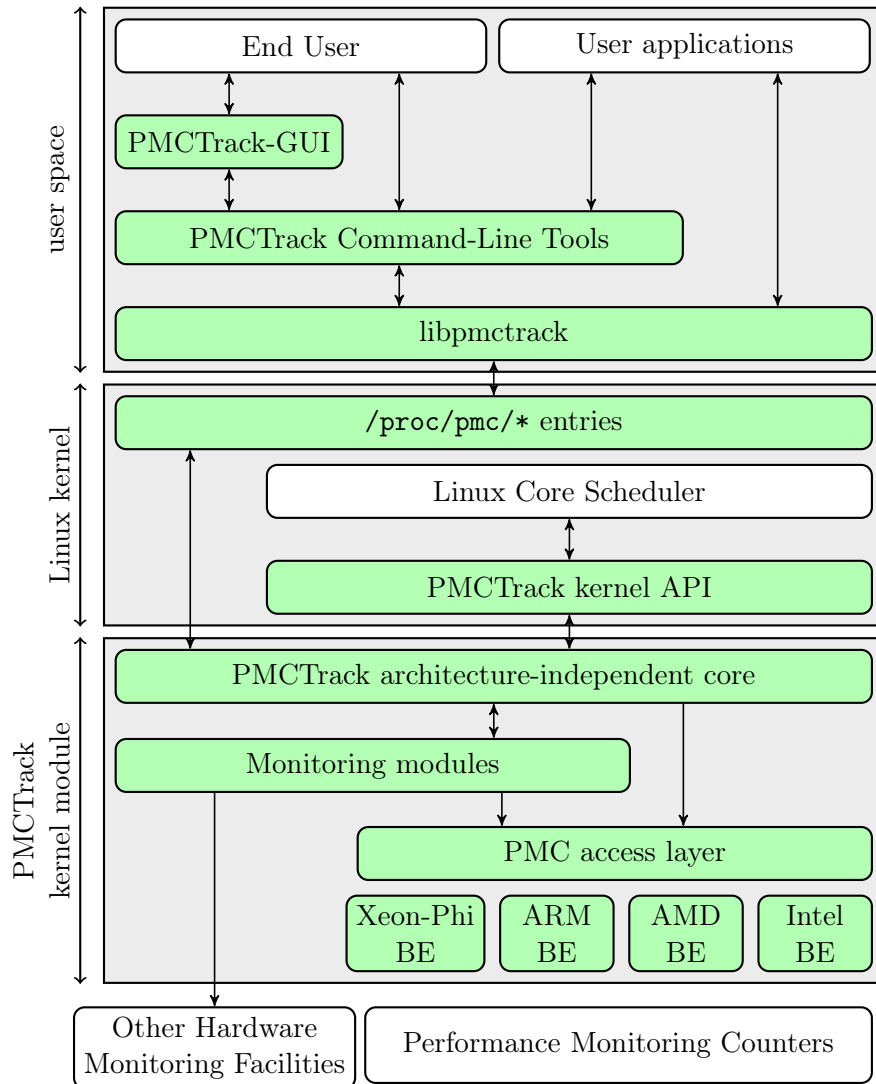 user space
End User
User applications
PMCTrack-GUI
PMCTrack Command-Line Tools
libpmctrack
Linux kernel
/proc/pmc/* entries
Linux Core Scheduler
PMCTrack kernel API
PMCTrack
kernel module
PMCTrack architecture-independent core
Monitoring modules
PMC access layer
Xeon-Phi
BE
ARM
BE
AMD
BE
Intel
BE
Other Hardware
Monitoring Facilities
Performance Monitoring Counters